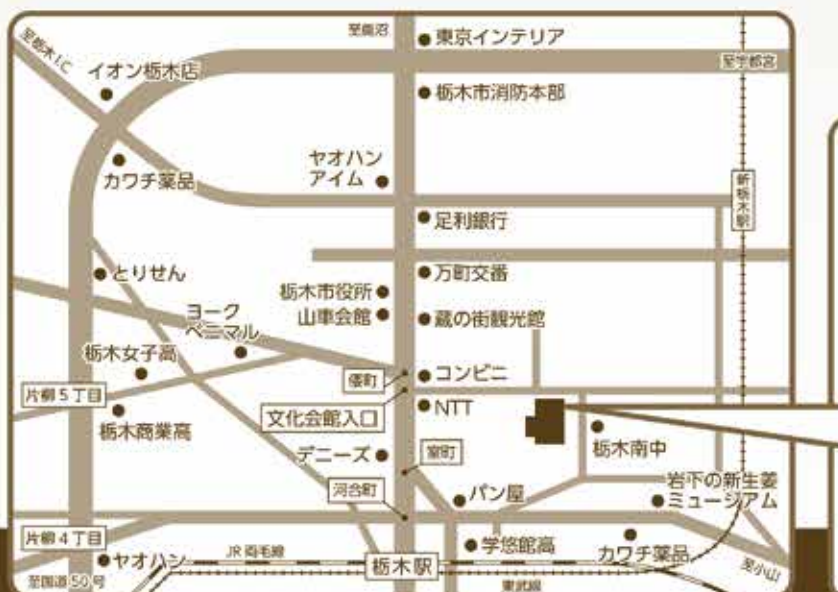 至鹿沼
東京インテリア
至栃木I.C
イオン栃木店
至宇都宮
栃木市消防本部
ヤオハン
アイム
カワチ薬品
新栃木駅
足利銀行
とりせん
万町交番
栃木市役所
山車会館
蔵の街観光館
ヨーク
ベニマル
栃木女子高
倭町
コンビニ
片柳5丁目
文化会館入口
NTT
栃木商業高
栃木南中
デニーズ
室町
河合町
パン屋
岩下の新生姜
ミュージアム
片柳4丁目
ヤオハン
JR両毛線
栃木駅
学悠館高
カワチ薬品
至小山
至国道50号
東武線